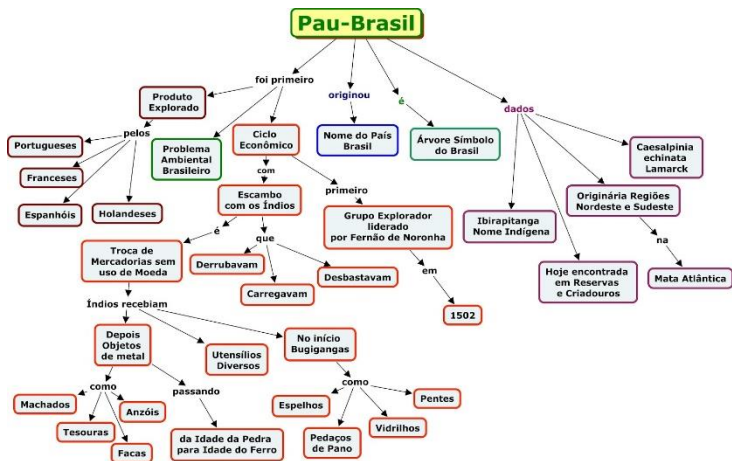 Pau-Brasil
foi primeiro
originou
é
dados
Produto
Explorado
pelos
Portugueses
Franceses
Espanhóis
Holandeses
Problema
Ambiental
Brasileiro
Ciclo
Econômico
Nome do País
Brasil
Árvore Símbolo
do Brasil
Caesalpinia
echinata
Lamarck
com
primeiro
Escambo
com os Índios
Grupo Explorador
liderado
por Fernão de Noronha
Ibirapitanga
Nome Indígena
Originária Regiões
Nordeste e Sudeste
é
que
em
na
Troca de
Mercadorias sem
uso de Moeda
Derrubavam
Carregavam
Desbastavam
1502
Hoje encontrada
em Reservas
e Criadouros
Mata Atlântica
Índios recebiam
Depois
Objetos
de metal
Utensílios
Diversos
No início
Bugigangas
como
passando
como
Machados
Tesouras
Facas
Anzóis
da Idade da Pedra
para Idade do Ferro
Espelhos
Pedaços
de Pano
Vidrilhos
Pentes